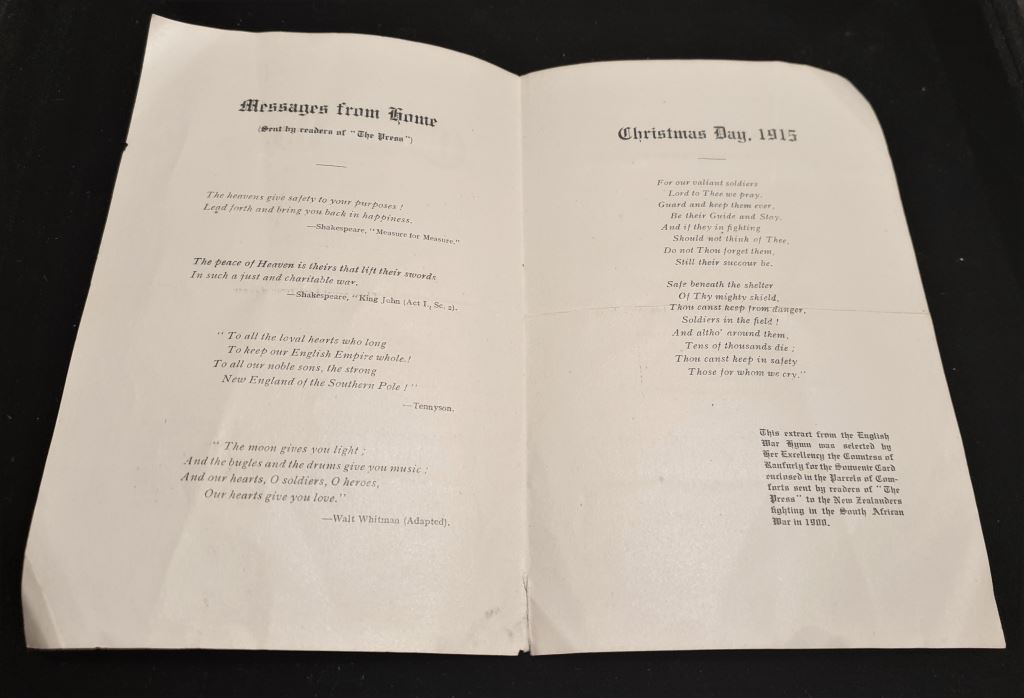 Messages from Home
(Sent by readers of "The Press")
The heavens give safety to your purposes!
Lead forth and bring you back in happiness.
—Shakespeare, "Measure for Measure."
The peace of Heaven is theirs that lift their swords
In such a just and charitable war.
—Shakespeare, "King John (Act I., Sc. 2).
"To all the loyal hearts who long
To keep our English Empire whole!
To all our noble sons, the strong
New England of the Southern Pole!"
—Tennyson.
"The moon gives you light;
And the bugles and the drums give you music;
And our hearts, O soldiers, O heroes,
Our hearts give you love."
—Walt Whitman (Adapted).
Christmas Day, 1915
For our valiant soldiers
Lord to Thee we pray,
Guard and keep them ever,
Be their Guide and Stay.
And if they in fighting
Should not think of Thee,
Do not Thou forget them,
Still their succour be.
Safe beneath the shelter
Of Thy mighty shield,
Thou canst keep from danger,
Soldiers in the field!
And altho' around them,
Tens of thousands die;
Thou canst keep in safety
Those for whom we cry."
This extract from the English
War Hymn was selected by
Her Excellency the Countess of
Ranfurly for the Souvenir Card
enclosed in the Parcels of Com-
forts sent by readers of "The
Press" to the New Zealanders
fighting in the South African
War in 1900.